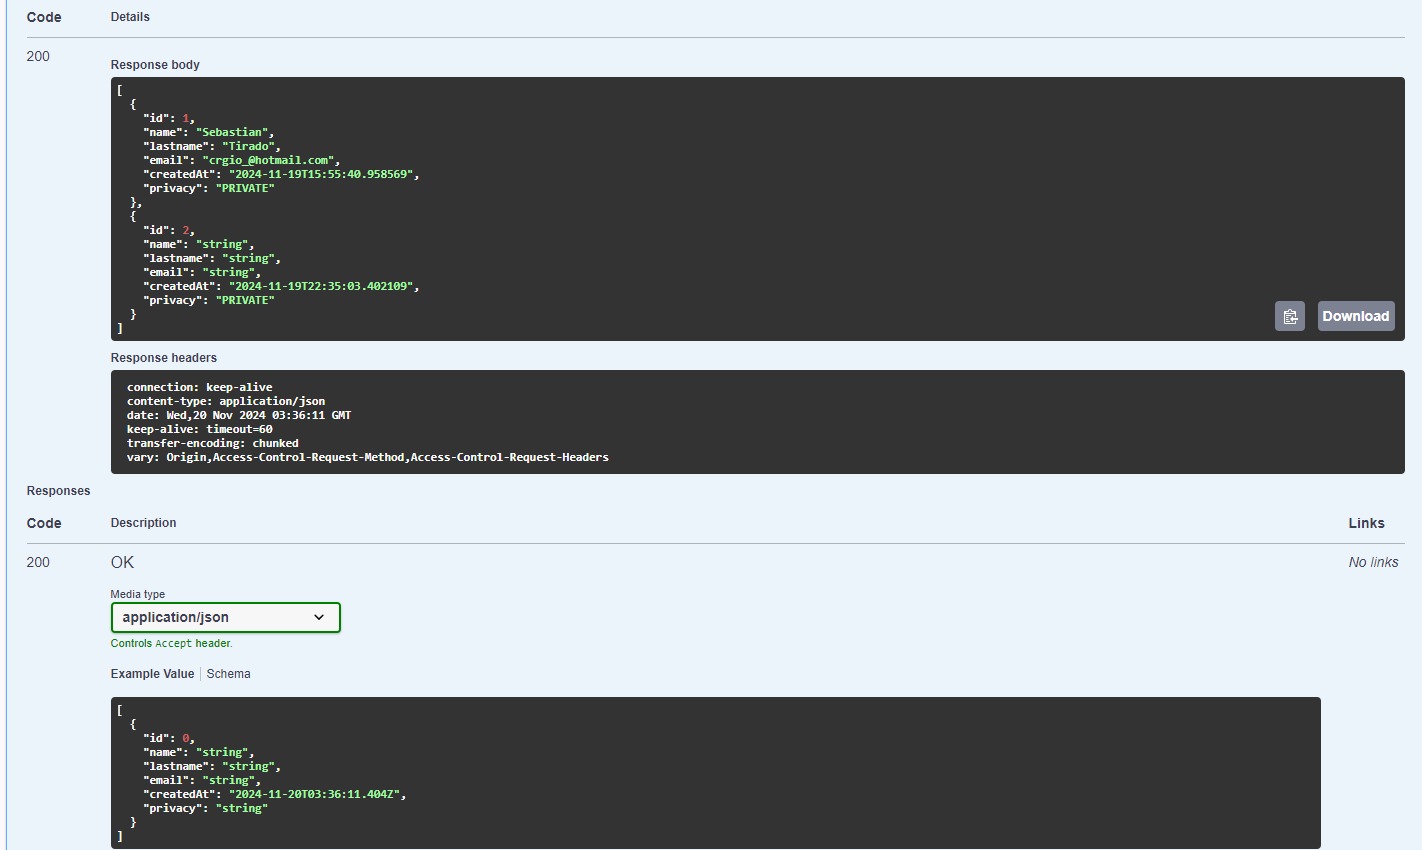 Code Details
200
Response body
[
  {
    "id": 1,
    "name": "Sebastian",
    "lastname": "Tirado",
    "email": "crgio_@hotmail.com",
    "createdAt": "2024-11-19T15:55:40.958569",
    "privacy": "PRIVATE"
  },
  {
    "id": 2,
    "name": "string",
    "lastname": "string",
    "email": "string",
    "createdAt": "2024-11-19T22:35:03.402109",
    "privacy": "PRIVATE"
  }
]
Download
Response headers
connection: keep-alive
content-type: application/json
date: Wed,20 Nov 2024 03:36:11 GMT
keep-alive: timeout=60
transfer-encoding: chunked
vary: Origin,Access-Control-Request-Method,Access-Control-Request-Headers
Responses
Code Description Links
200 OK No links
Media type
application/json
Controls Accept header.
Example Value Schema
[
  {
    "id": 0,
    "name": "string",
    "lastname": "string",
    "email": "string",
    "createdAt": "2024-11-20T03:36:11.404Z",
    "privacy": "string"
  }
]